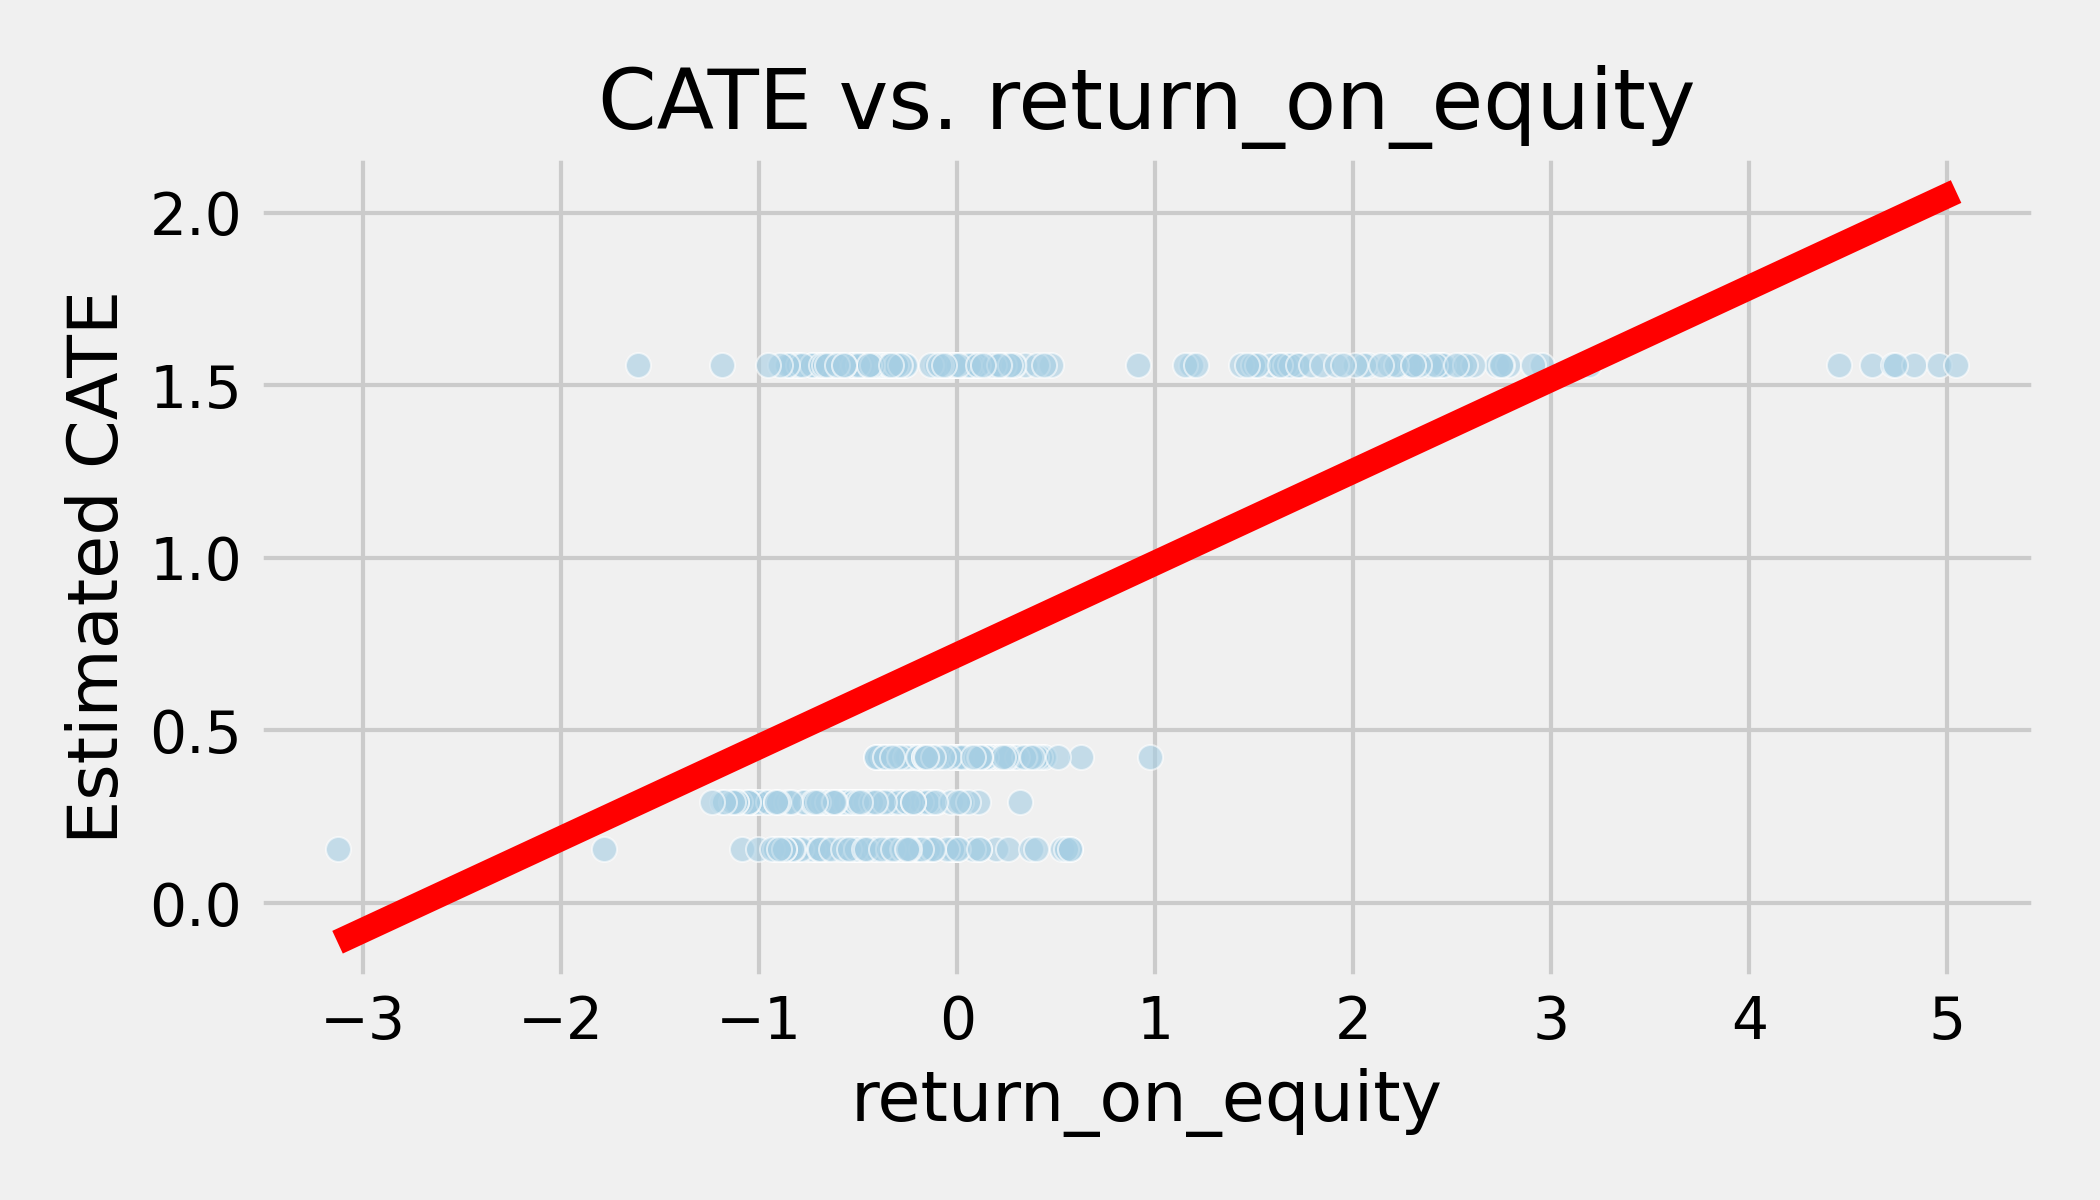 CATE vs. return_on_equity
Estimated CATE
2.0
1.5
1.0
0.5
0.0
−3 −2 −1 0 1 2 3 4 5
return_on_equity